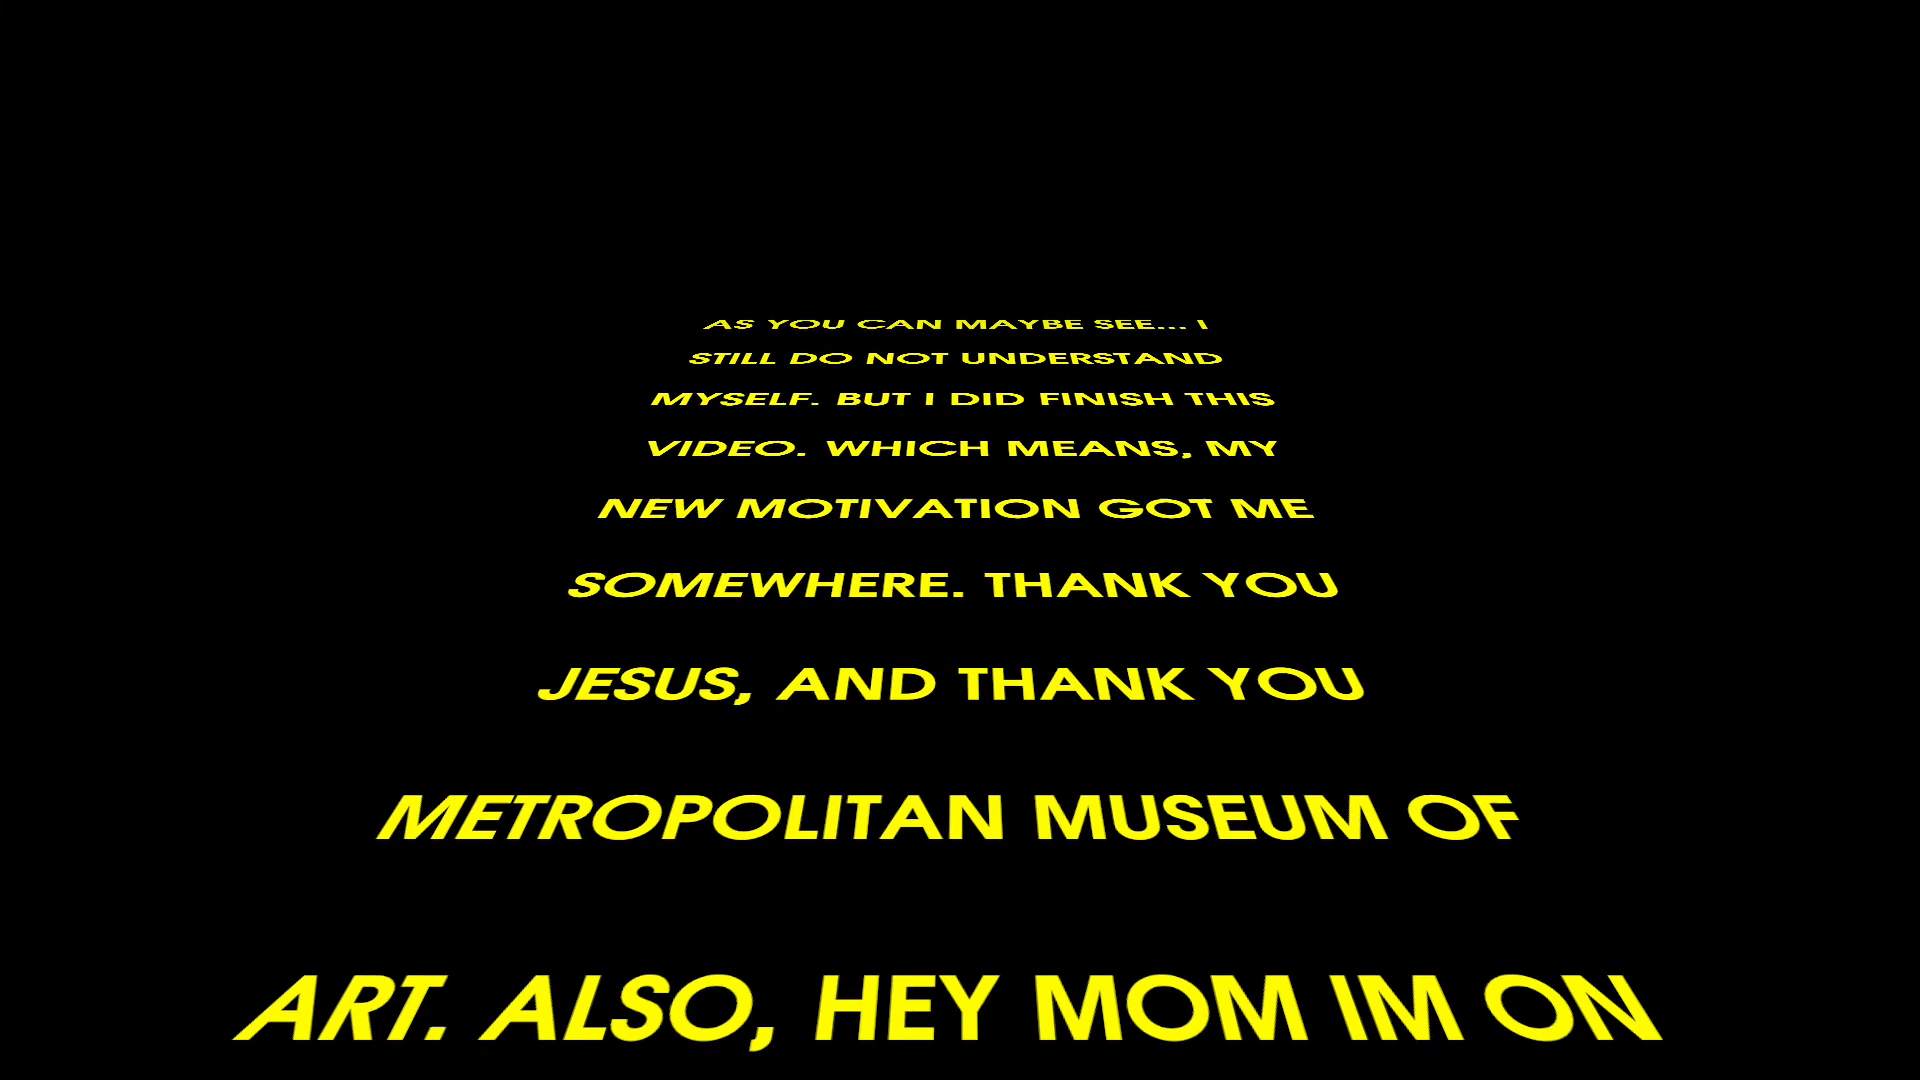 AS YOU CAN MAYBE SEE... I
STILL DO NOT UNDERSTAND
MYSELF. BUT I DID FINISH THIS
VIDEO. WHICH MEANS, MY
NEW MOTIVATION GOT ME
SOMEWHERE. THANK YOU
JESUS, AND THANK YOU
METROPOLITAN MUSEUM OF
ART. ALSO, HEY MOM IM ON